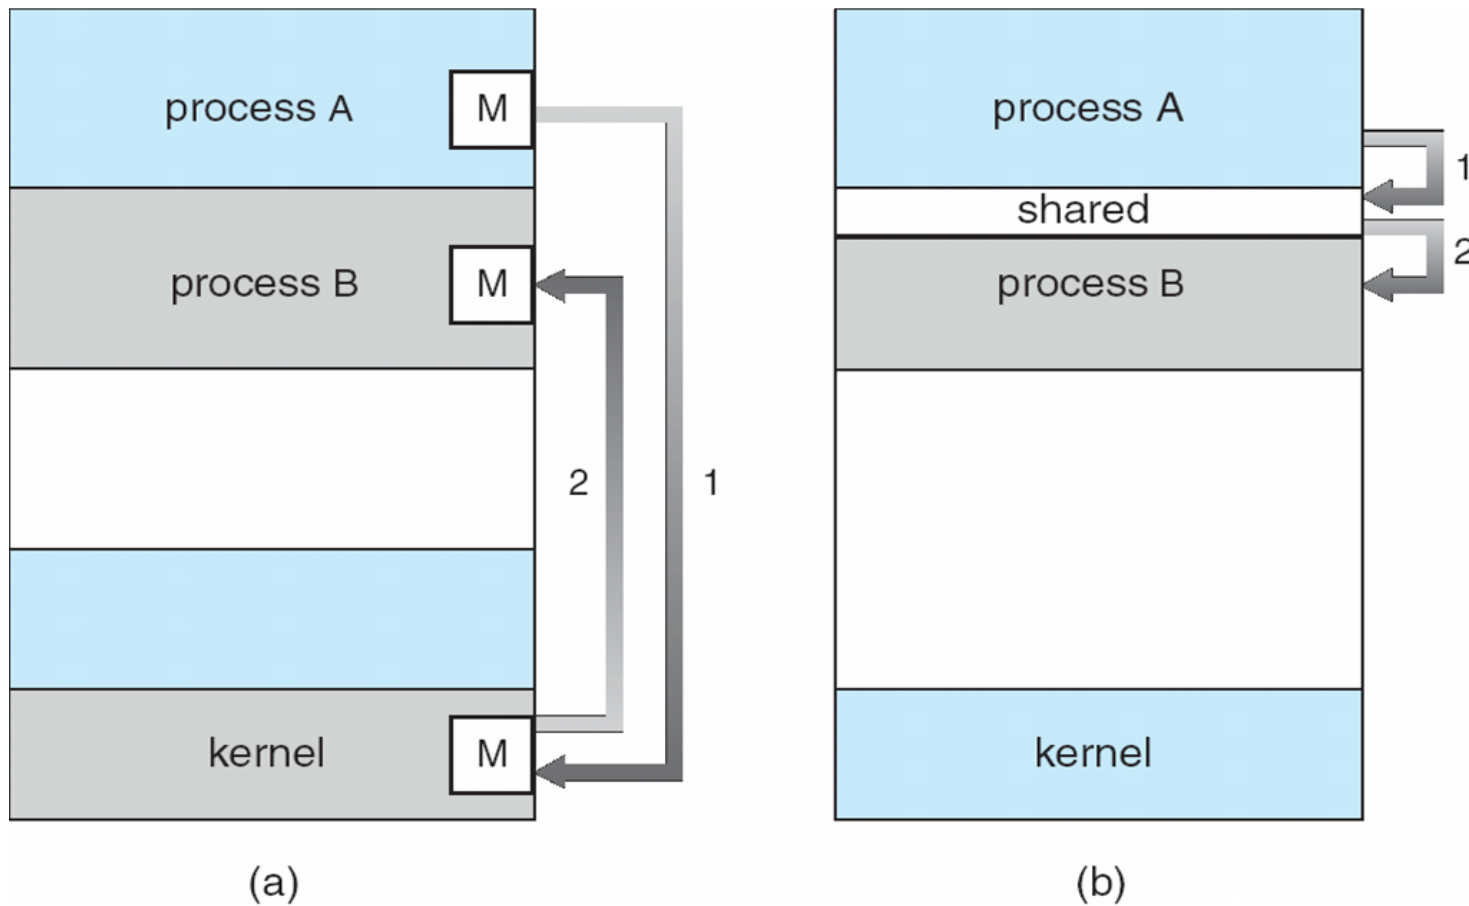 process A
M
process B
M
2
1
kernel
M
(a)
process A
1
shared
2
process B
kernel
(b)